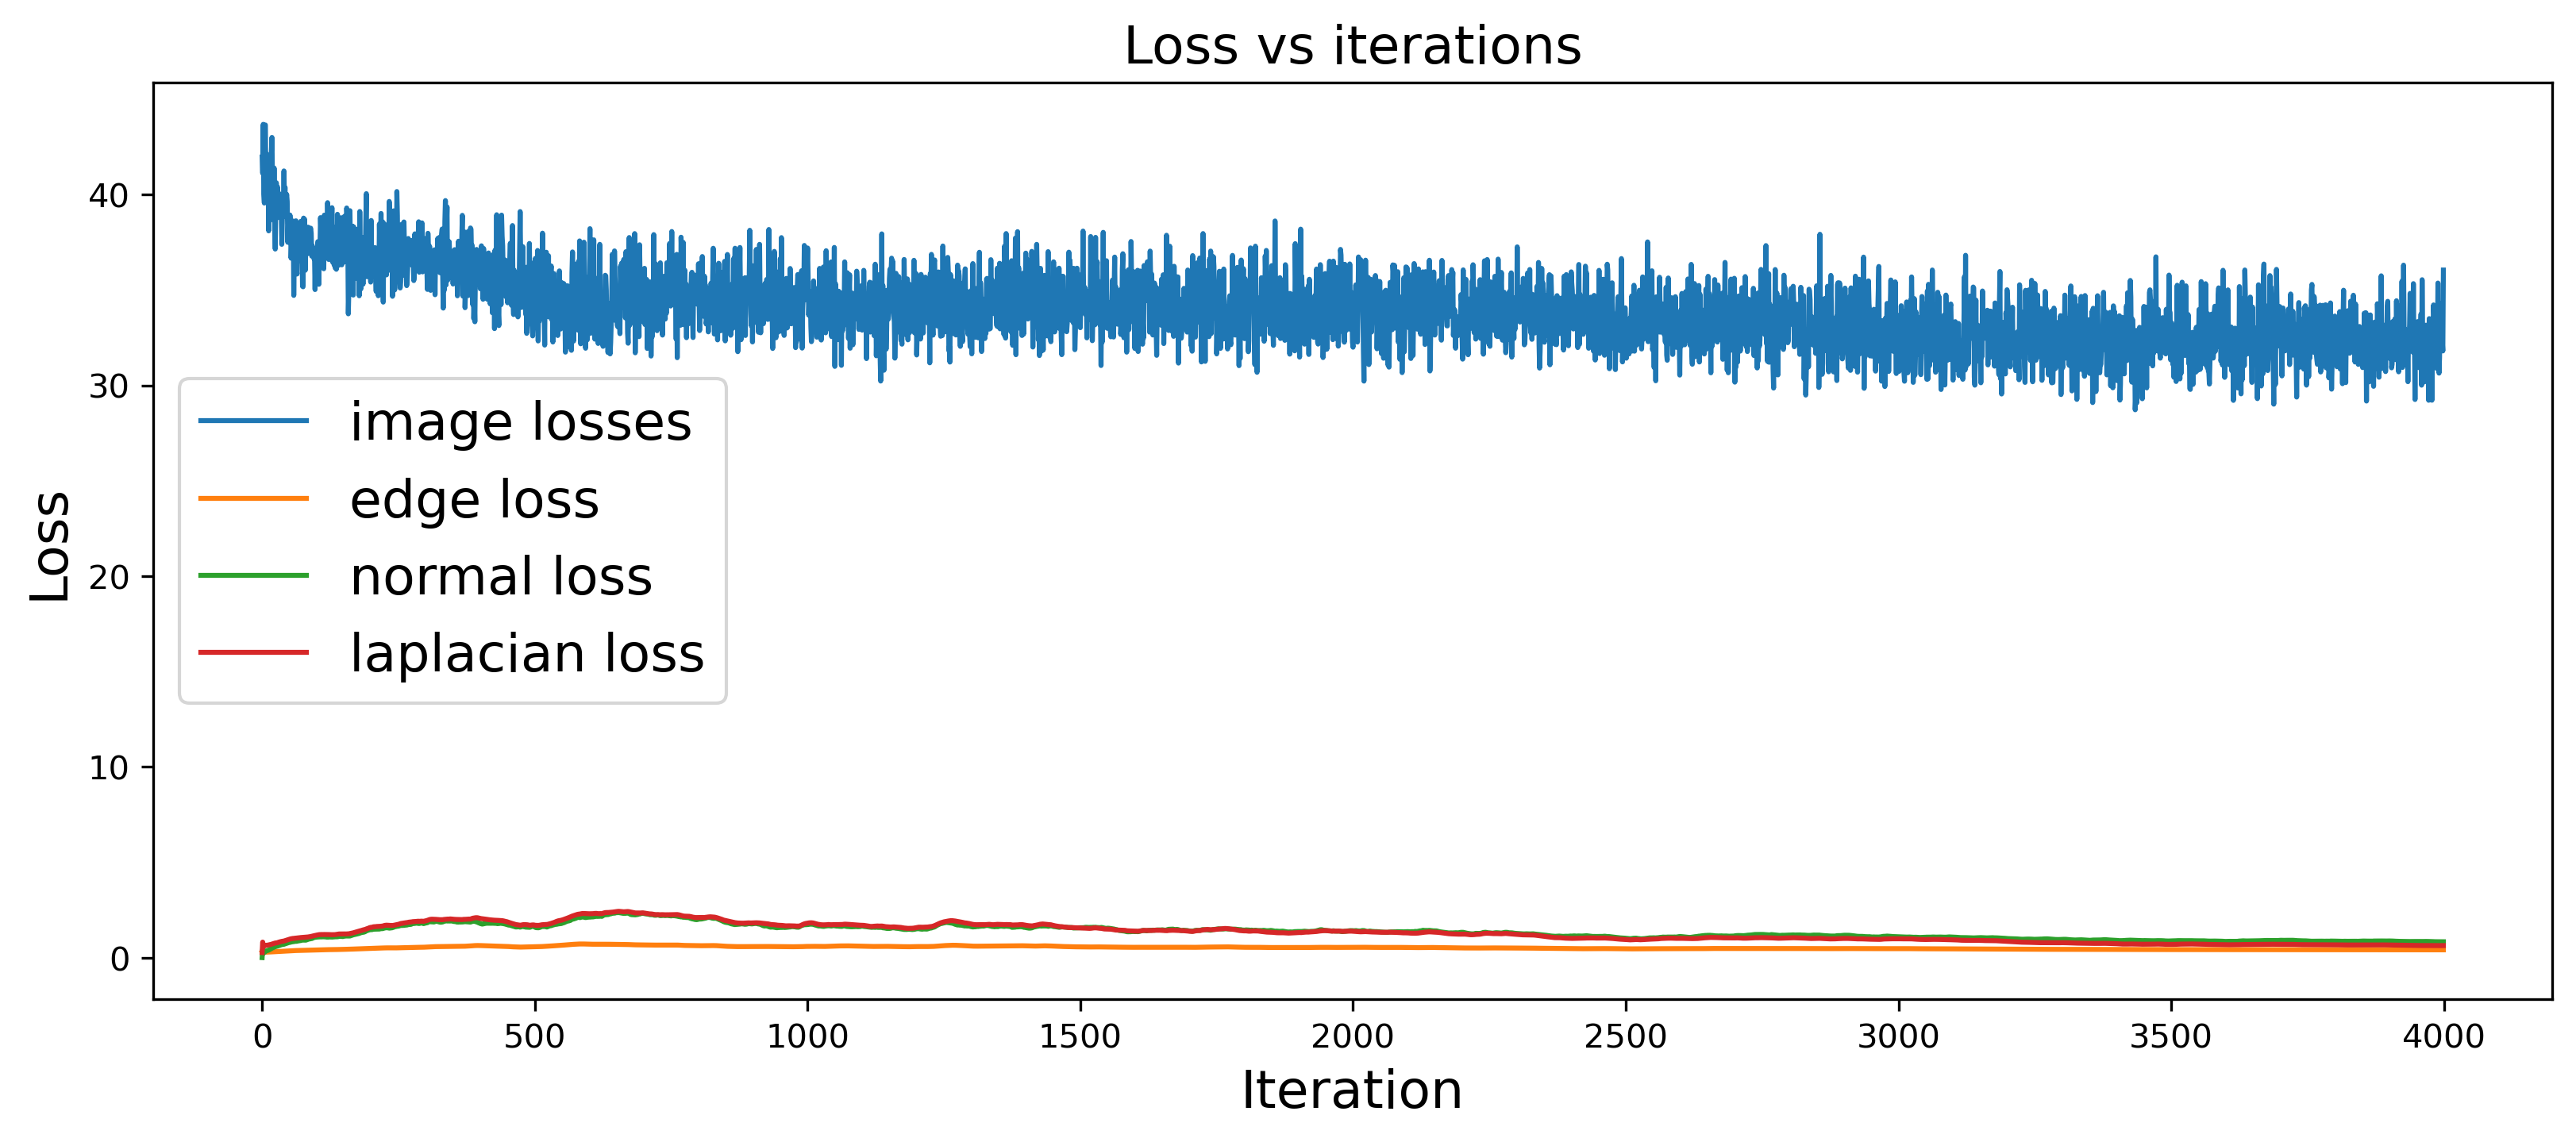 Loss vs iterations
Loss
40
30
20
10
0
image losses
edge loss
normal loss
laplacian loss
0 500 1000 1500 2000 2500 3000 3500 4000
Iteration